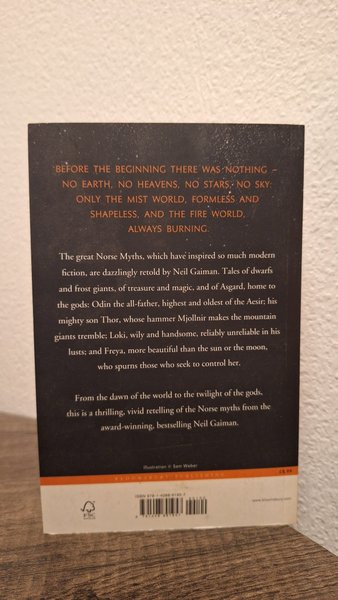 BEFORE THE BEGINNING THERE WAS NOTHING –
NO EARTH, NO HEAVENS, NO STARS, NO SKY:
ONLY THE MIST WORLD, FORMLESS AND
SHAPELESS, AND THE FIRE WORLD,
ALWAYS BURNING.
The great Norse Myths, which have inspired so much modern
fiction, are dazzlingly retold by Neil Gaiman. Tales of dwarfs
and frost giants, of treasure and magic, and of Asgard, home to
the gods: Odin the all-father, highest and oldest of the Aesir; his
mighty son Thor, whose hammer Mjollnir makes the mountain
giants tremble; Loki, wily and handsome, reliably unreliable in his
lusts; and Freya, more beautiful than the sun or the moon,
who spurns those who seek to control her.
From the dawn of the world to the twilight of the gods,
this is a thrilling, vivid retelling of the Norse myths from the
award-winning, bestselling Neil Gaiman.
Illustration © Sam Weber
BLOOMSBURY PUBLISHING
www.bloomsbury.com
FSC